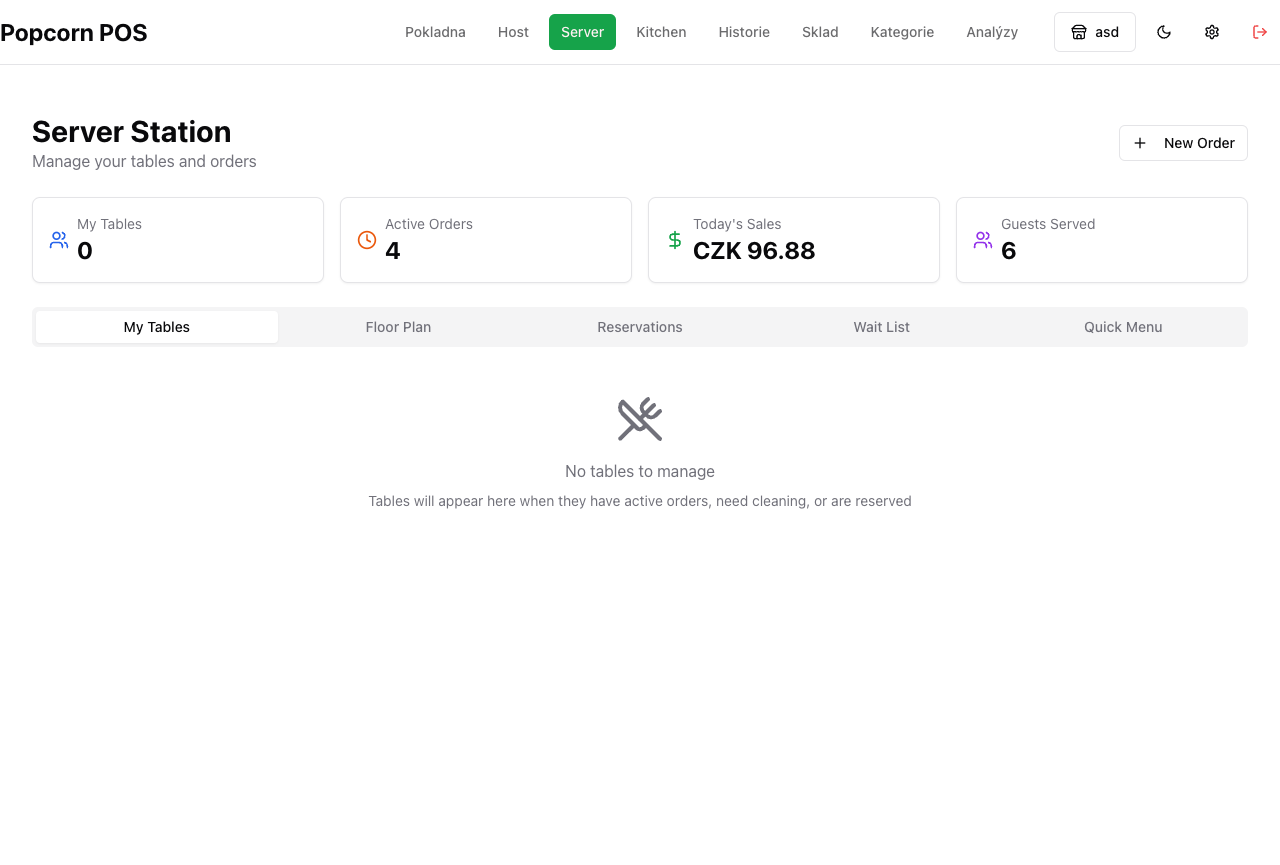 Popcorn POS
Pokladna
Host
Server
Kitchen
Historie
Sklad
Kategorie
Analýzy
asd
Server Station
Manage your tables and orders
New Order
My Tables
0
Active Orders
4
Today's Sales
CZK 96.88
Guests Served
6
My Tables
Floor Plan
Reservations
Wait List
Quick Menu
No tables to manage
Tables will appear here when they have active orders, need cleaning, or are reserved